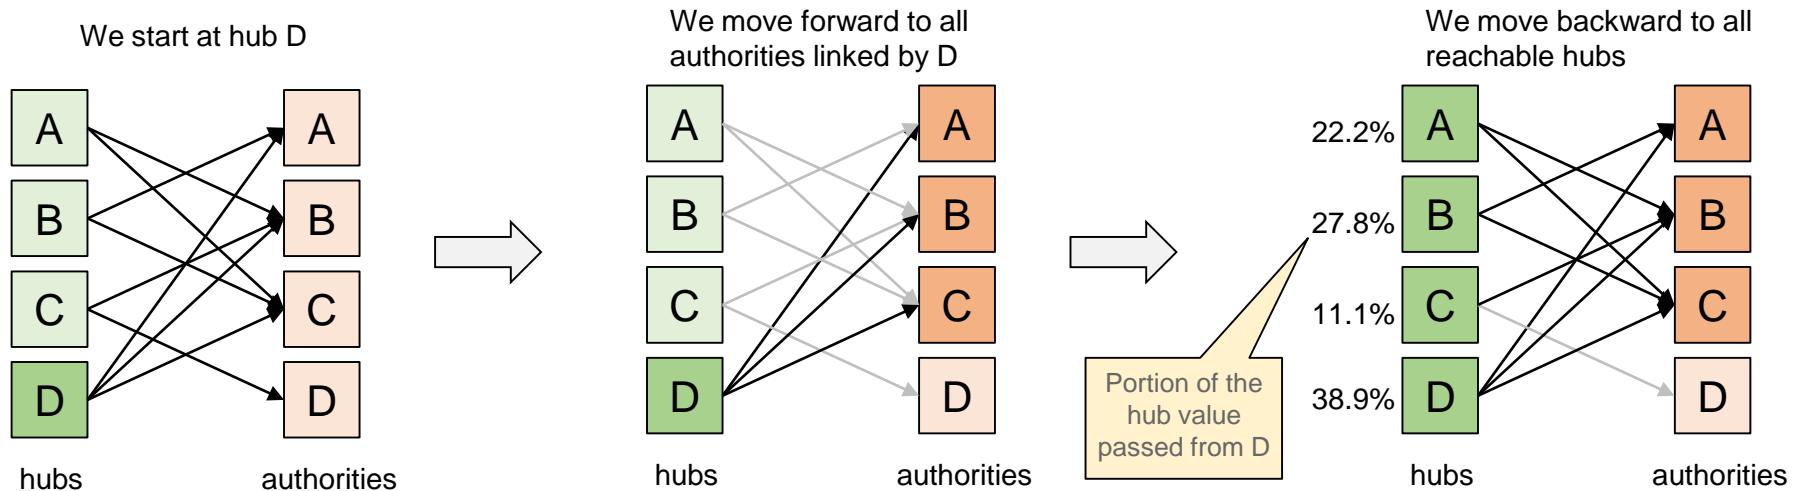 We start at hub D
A
B
C
D
A
B
C
D
hubs
authorities
We move forward to all
authorities linked by D
A
B
C
D
A
B
C
D
hubs
authorities
Portion of the
hub value
passed from D
We move backward to all
reachable hubs
22.2%
27.8%
11.1%
38.9%
A
B
C
D
A
B
C
D
hubs
authorities